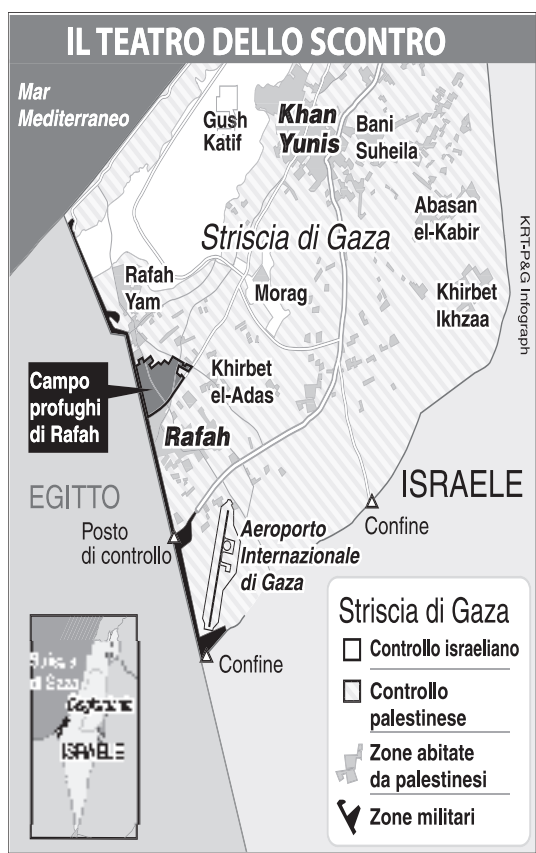 IL TEATRO DELLO SCONTRO
Mar
Mediterraneo
Gush
Katif
Khan
Yunis
Bani
Suheila
Abasan
el-Kabir
Striscia di Gaza
KRT-P&G Infograph
Rafah
Yam
Morag
Khirbet
Ikhzaa
Campo
profughi
di Rafah
Khirbet
el-Adas
Rafah
EGITTO
ISRAELE
Posto
di controllo
Aeroporto
Internazionale
di Gaza
Confine
Confine
Striscia di Gaza
Controllo israeliano
Controllo
palestinese
Zone abitate
da palestinesi
Zone militari
di Gaza
ISRAELE